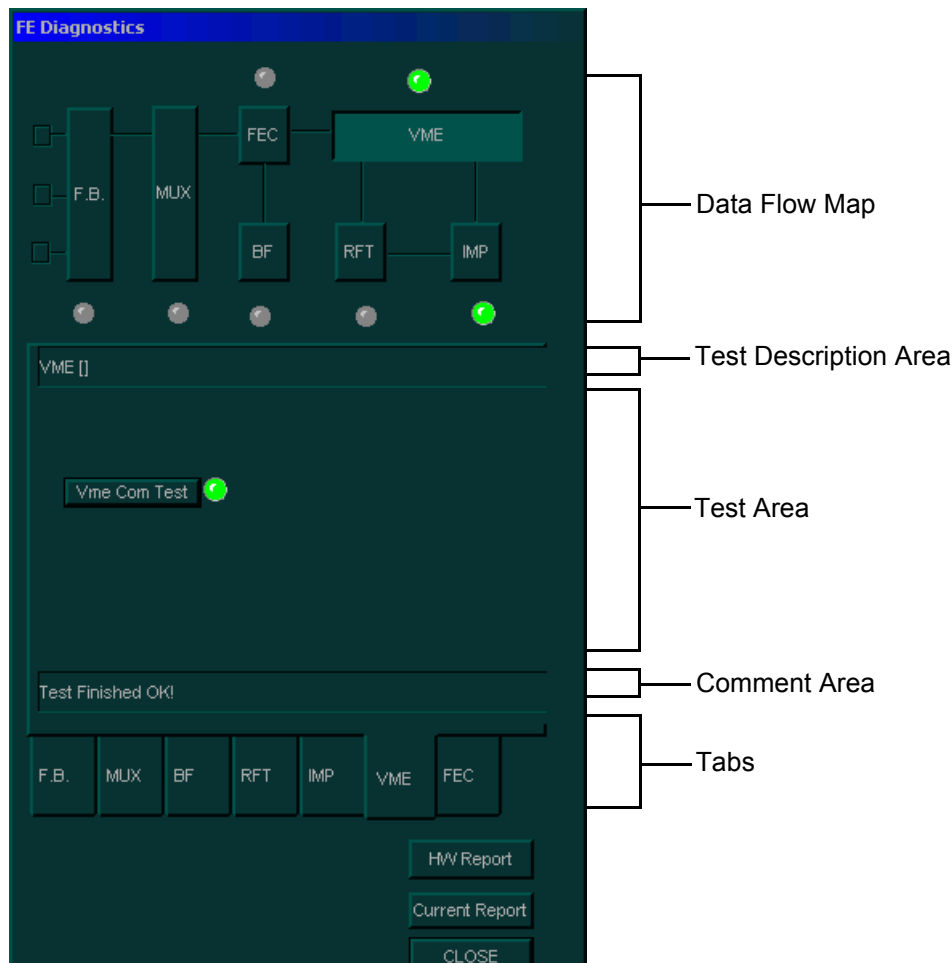 FE Diagnostics
FEC
VME
F.B.
MUX
BF
RFT
IMP
Data Flow Map
VME []
Test Description Area
Vme Com Test
Test Area
Test Finished OK!
Comment Area
F.B.
MUX
BF
RFT
IMP
VME
FEC
Tabs
HW Report
Current Report
CLOSE